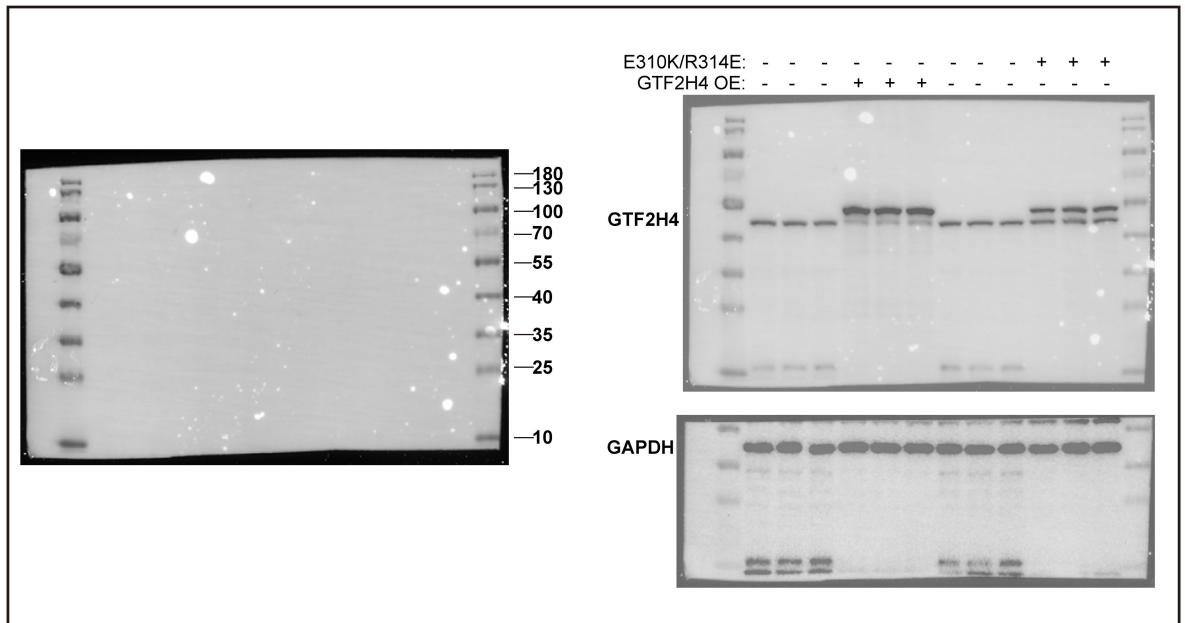 E310K/R314E: - - - - - - - - - + + +
GTF2H4 OE: - - - + + + - - - - - -
GTF2H4
180
130
100
70
55
40
35
25
10
GAPDH